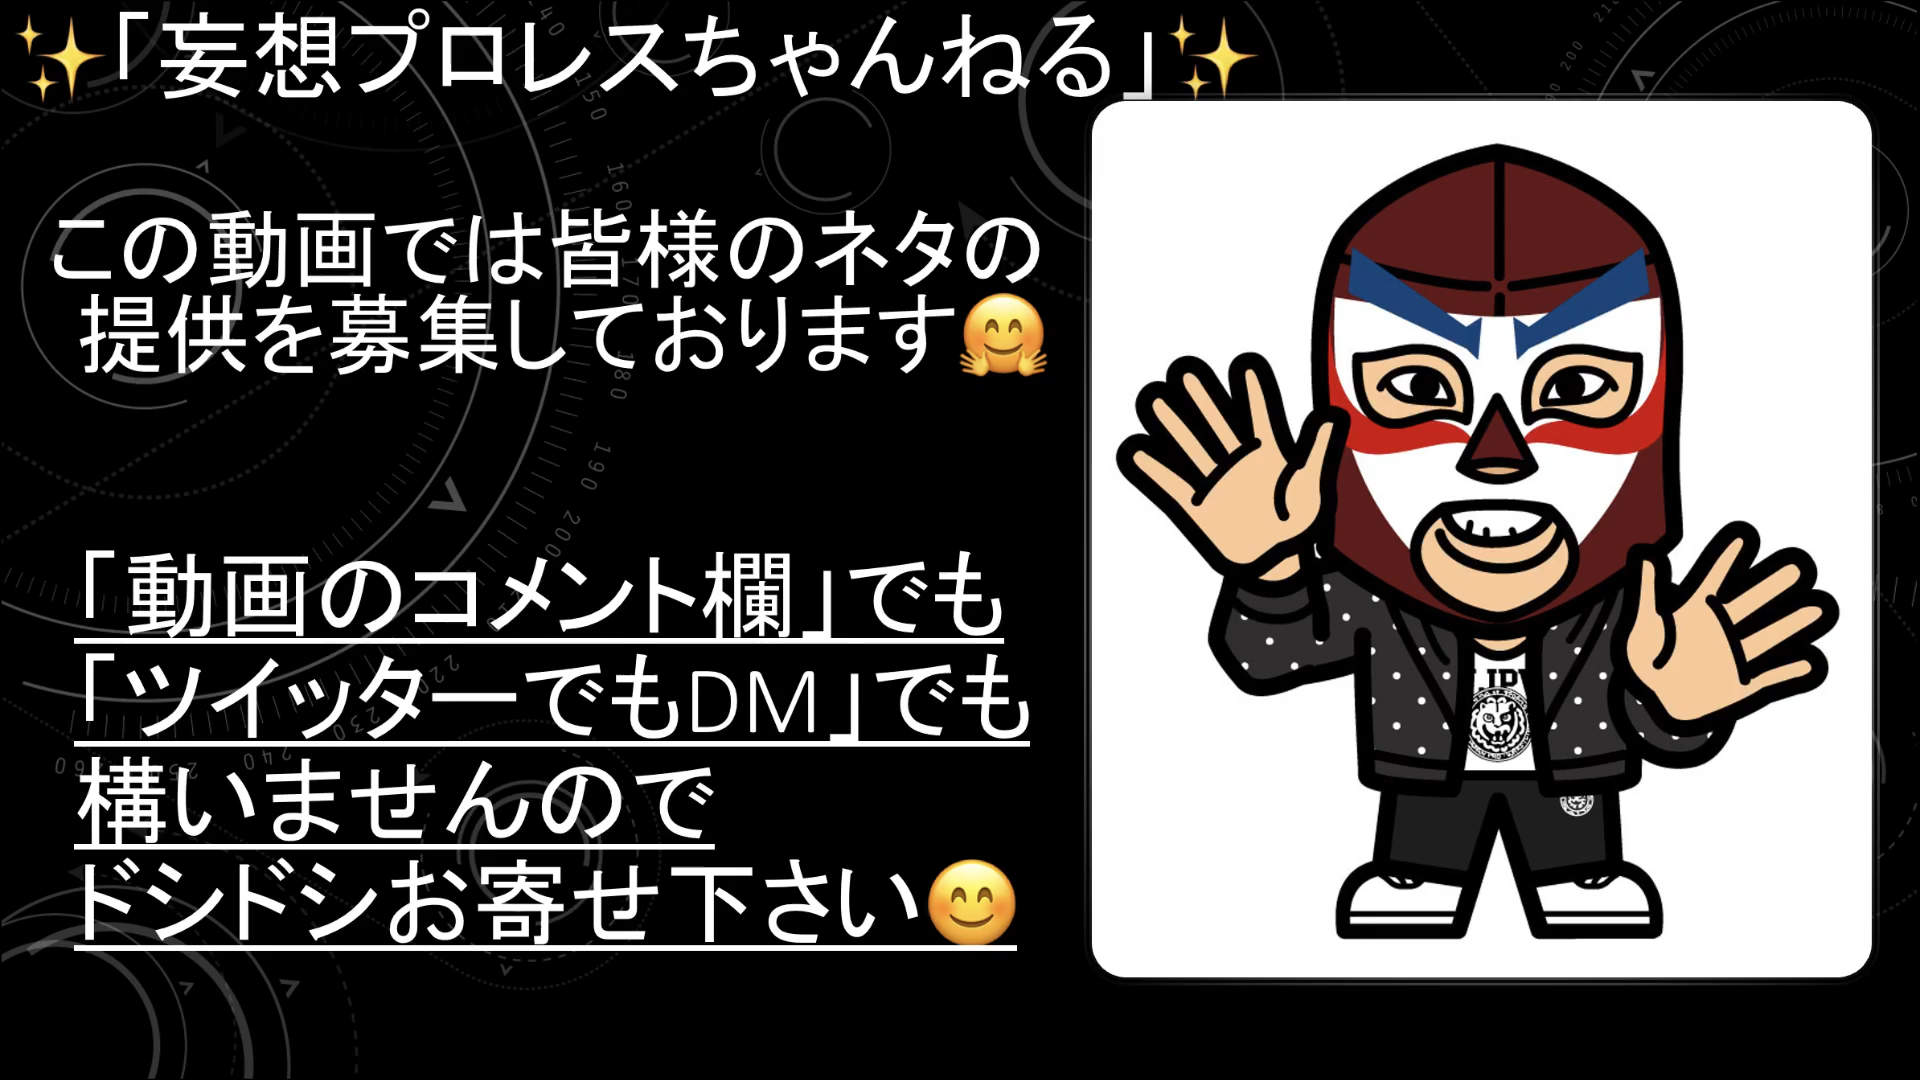 ✨「妄想プロレスちゃんねる」✨
この動画では皆様のネタの
提供を募集しております🤗
「動画のコメント欄」でも
「ツイッターでもDM」でも
構いませんので
ドシドシお寄せ下さい😊